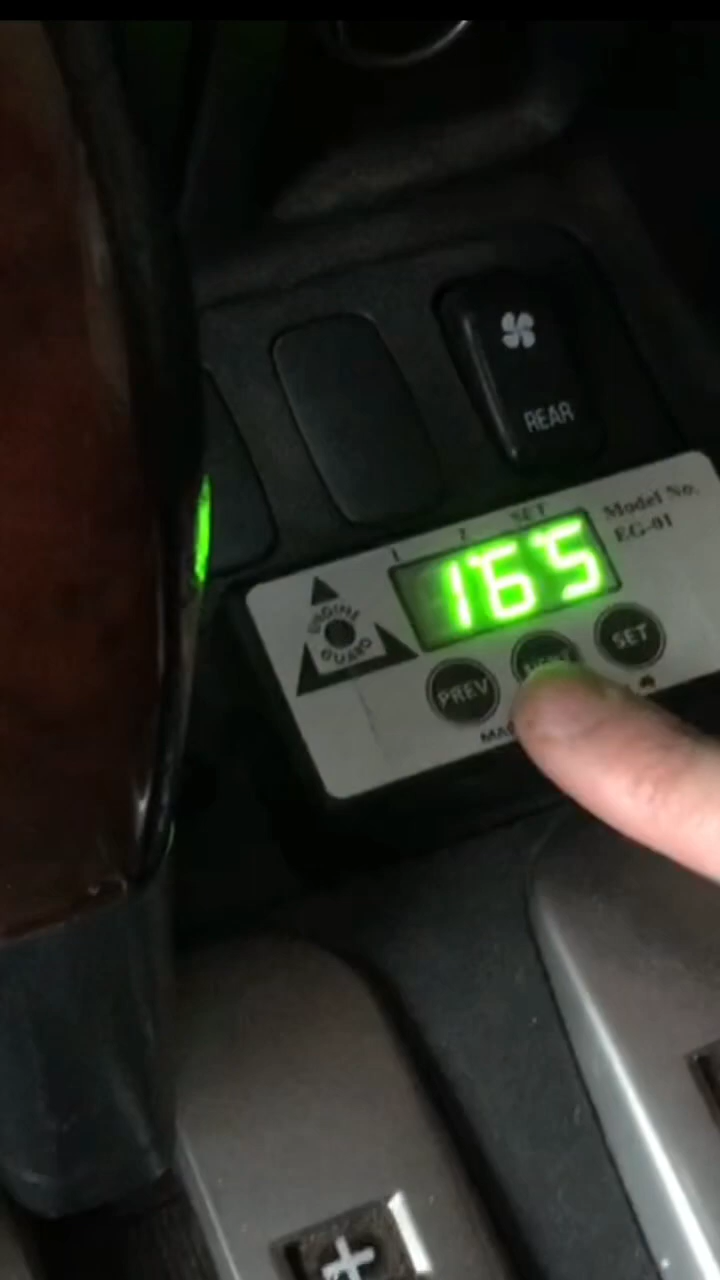 REAR
Model No.
EG-01
1 2 SET
165
ENGINE
GUARD
PREV
SET
+